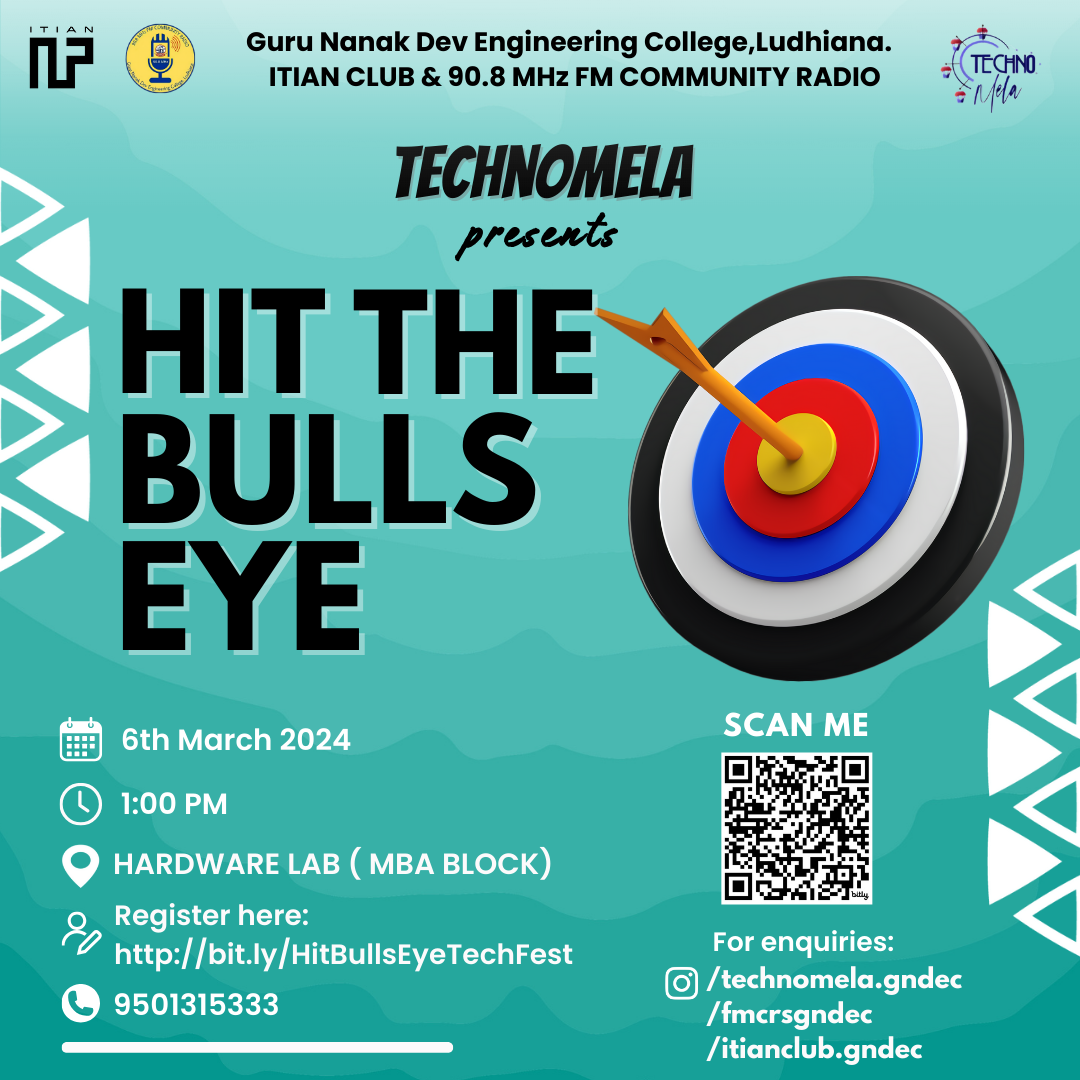 ITIAN
Guru Nanak Dev Engineering College,Ludhiana.
ITIAN CLUB & 90.8 MHz FM COMMUNITY RADIO
TECHNO
Mela
TECHNOMELA
presents
HIT THE
BULLS
EYE
6th March 2024
1:00 PM
HARDWARE LAB ( MBA BLOCK)
Register here:
http://bit.ly/HitBullsEyeTechFest
9501315333
SCAN ME
bitly
For enquiries:
/technomela.gndec
/fmcrsgndec
/itianclub.gndec